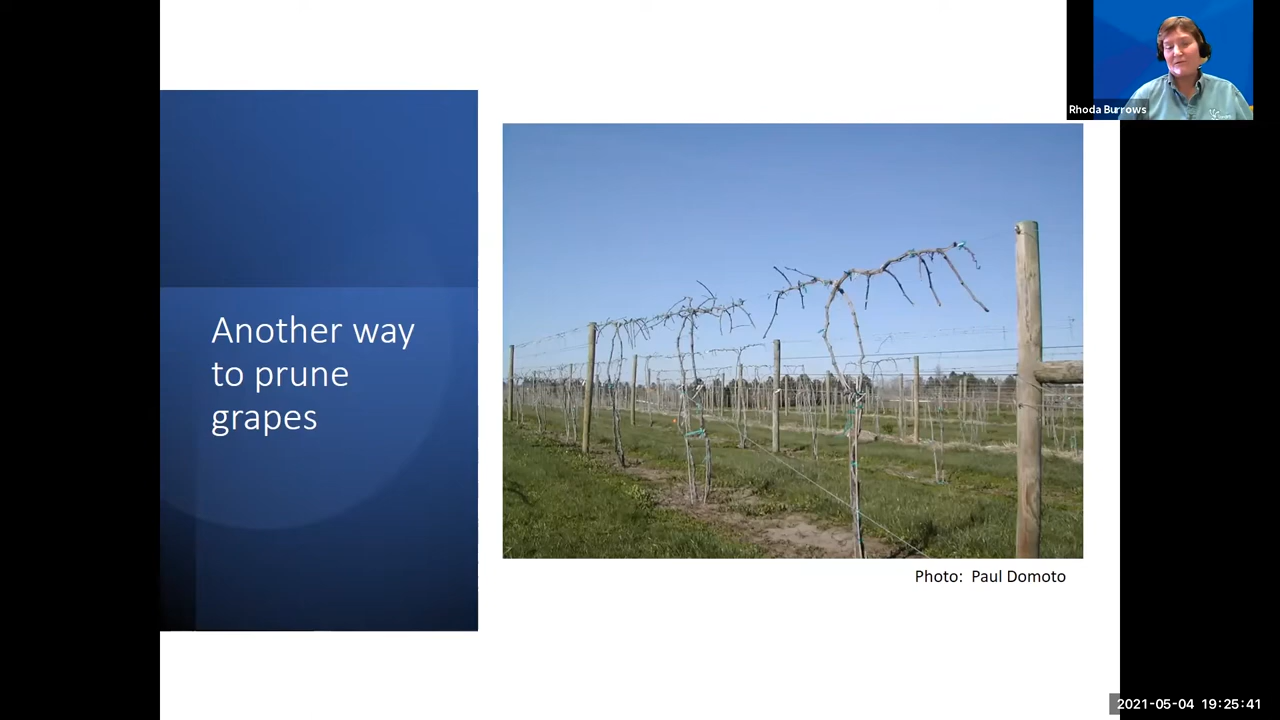 Rhoda Burrows
Another way
to prune
grapes
Photo: Paul Domoto
2021-05-04 19:25:41